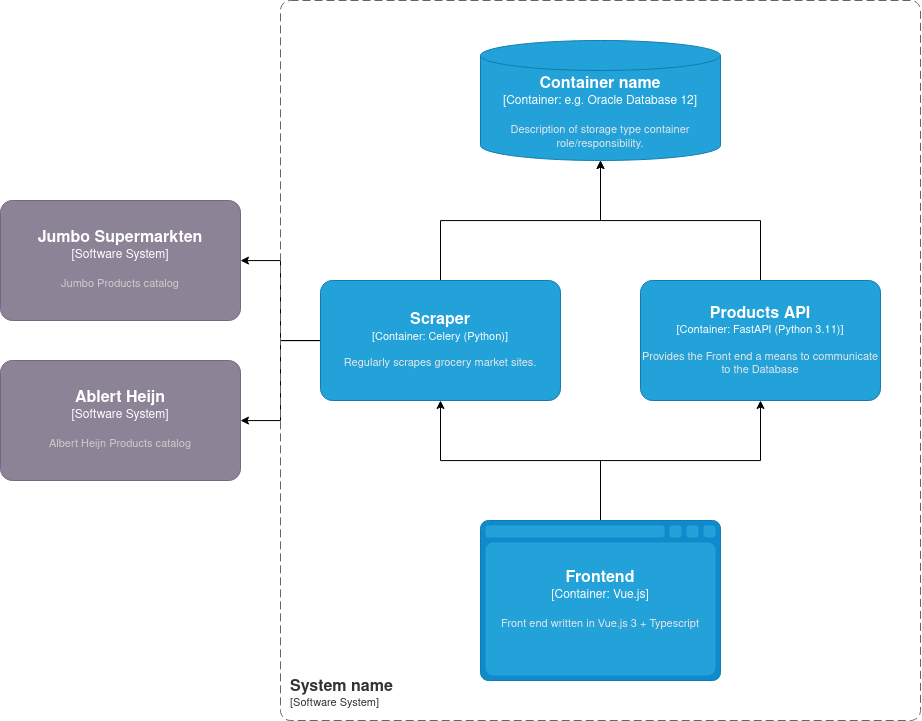 Container name
[Container: e.g. Oracle Database 12]
Description of storage type container
role/responsibility.
Jumbo Supermarkten
[Software System]
Jumbo Products catalog
Scraper
[Container: Celery (Python)]
Regularly scrapes grocery market sites.
Products API
[Container: FastAPI (Python 3.11)]
Provides the Front end a means to communicate
to the Database
Ablert Heijn
[Software System]
Albert Heijn Products catalog
Frontend
[Container: Vue.js]
Front end written in Vue.js 3 + Typescript
System name
[Software System]